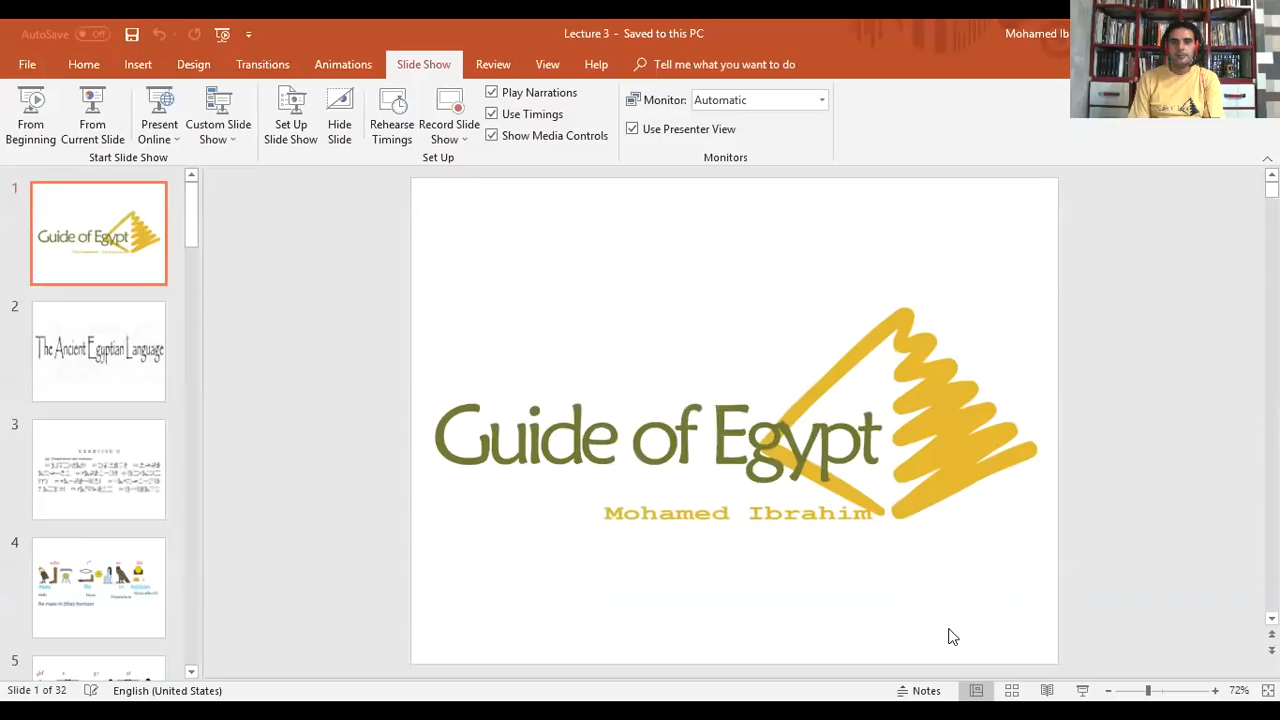 AutoSave Off
Lecture 3 - Saved to this PC
Mohamed Ib
File Home Insert Design Transitions Animations Slide Show Review View Help Tell me what you want to do
From Beginning
From Current Slide
Present Online
Custom Slide Show
Start Slide Show
Set Up Slide Show
Hide Slide
Rehearse Timings
Record Slide Show
Play Narrations
Use Timings
Show Media Controls
Set Up
Monitor: Automatic
Use Presenter View
Monitors
1
Guide of Egypt
2
The Ancient Egyptian Language
3
EXERCISE II
4
5
Guide of Egypt
Mohamed Ibrahim
Slide 1 of 32
English (United States)
Notes
72%